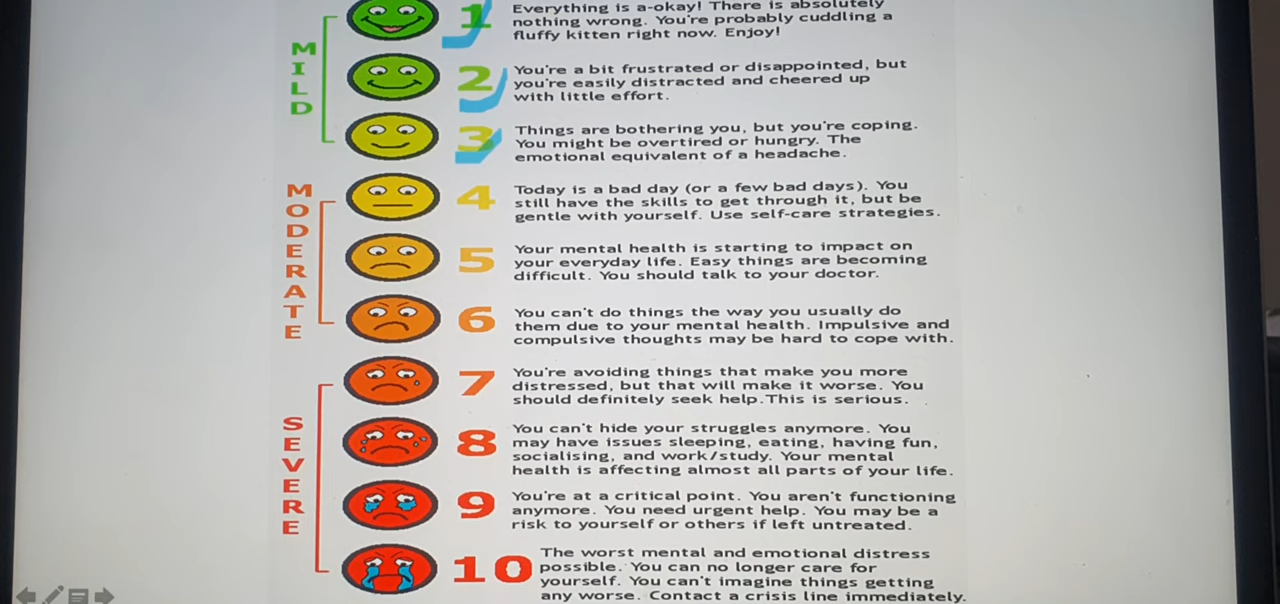 MILD
1
Everything is a-okay! There is absolutely
nothing wrong. You're probably cuddling a
fluffy kitten right now. Enjoy!
2
You're a bit frustrated or disappointed, but
you're easily distracted and cheered up
with little effort.
3
Things are bothering you, but you're coping.
You might be overtired or hungry. The
emotional equivalent of a headache.
MODERATE
4
Today is a bad day (or a few bad days). You
still have the skills to get through it, but be
gentle with yourself. Use self-care strategies.
5
Your mental health is starting to impact on
your everyday life. Easy things are becoming
difficult. You should talk to your doctor.
6
You can't do things the way you usually do
them due to your mental health. Impulsive and
compulsive thoughts may be hard to cope with.
SEVERE
7
You're avoiding things that make you more
distressed, but that will make it worse. You
should definitely seek help.This is serious.
8
You can't hide your struggles anymore. You
may have issues sleeping, eating, having fun,
socialising, and work/study. Your mental
health is affecting almost all parts of your life.
9
You're at a critical point. You aren't functioning
anymore. You need urgent help. You may be a
risk to yourself or others if left untreated.
10
The worst mental and emotional distress
possible. You can no longer care for
yourself. You can't imagine things getting
any worse. Contact a crisis line immediately.